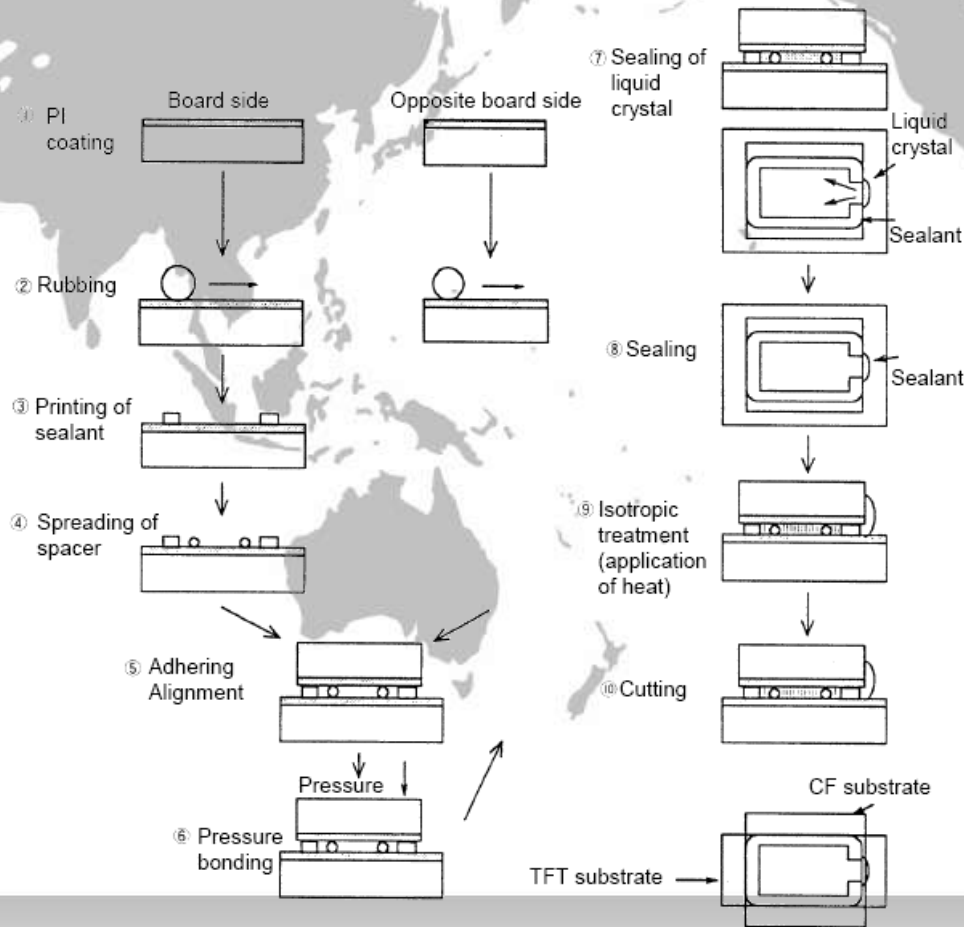 Board side
Opposite board side
① PI
coating
② Rubbing
③ Printing of
sealant
④ Spreading of
spacer
⑤ Adhering
Alignment
Pressure
⑥ Pressure
bonding
⑦ Sealing of
liquid
crystal
Liquid
crystal
Sealant
⑧ Sealing
Sealant
⑨ Isotropic
treatment
(application
of heat)
⑩ Cutting
CF substrate
TFT substrate